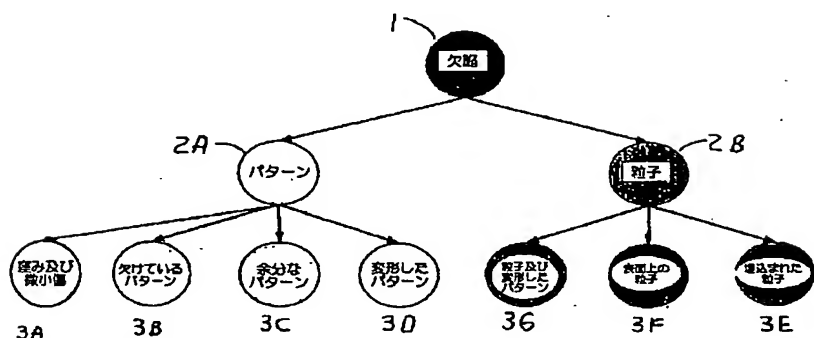 1
欠陥
2A
パターン
2B
粒子
窪み及び
微小傷
欠けている
パターン
余分な
パターン
変形した
パターン
粒子及び
変形した
パターン
表面上の
粒子
埋込まれた
粒子
3A
3B
3C
3D
3G
3F
3E